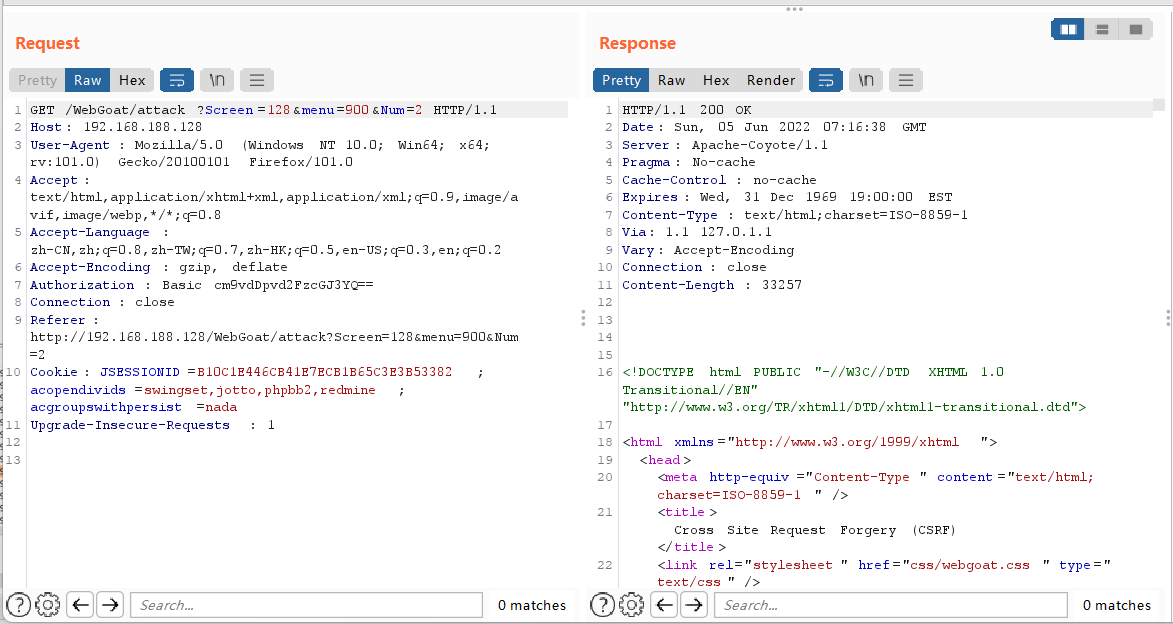 Request
Pretty Raw Hex \n
1 GET /WebGoat/attack ?Screen =128&menu=900&Num=2 HTTP/1.1
2 Host : 192.168.188.128
3 User-Agent : Mozilla/5.0 (Windows NT 10.0; Win64; x64;
rv:101.0) Gecko/20100101 Firefox/101.0
4 Accept :
text/html,application/xhtml+xml,application/xml;q=0.9,image/a
vif,image/webp,*/*;q=0.8
5 Accept-Language :
zh-CN,zh;q=0.8,zh-TW;q=0.7,zh-HK;q=0.5,en-US;q=0.3,en;q=0.2
6 Accept-Encoding : gzip, deflate
7 Authorization : Basic cm9vdDpvd2FzcGJ3YQ==
8 Connection : close
9 Referer :
http://192.168.188.128/WebGoat/attack?Screen=128&menu=900&Num
=2
10 Cookie : JSESSIONID =B10C1E446CB41E7ECB1B65C3E3B53382 ;
acopendivids =swingset,jotto,phpbb2,redmine ;
acgroupswithpersist =nada
11 Upgrade-Insecure-Requests : 1
12
13
Search...
0 matches
Response
Pretty Raw Hex Render \n
1 HTTP/1.1 200 OK
2 Date : Sun, 05 Jun 2022 07:16:38 GMT
3 Server : Apache-Coyote/1.1
4 Pragma : No-cache
5 Cache-Control : no-cache
6 Expires : Wed, 31 Dec 1969 19:00:00 EST
7 Content-Type : text/html;charset=ISO-8859-1
8 Via : 1.1 127.0.1.1
9 Vary : Accept-Encoding
10 Connection : close
11 Content-Length : 33257
12
13
14
15
16 <!DOCTYPE html PUBLIC "-//W3C//DTD XHTML 1.0
Transitional//EN"
"http://www.w3.org/TR/xhtml1/DTD/xhtml1-transitional.dtd">
17
18 <html xmlns ="http://www.w3.org/1999/xhtml ">
19 <head >
20 <meta http-equiv ="Content-Type " content ="text/html;
charset=ISO-8859-1 " />
21 <title >
Cross Site Request Forgery (CSRF)
</title >
22 <link rel="stylesheet " href="css/webgoat.css " type="
text/css " />
Search...
0 matches